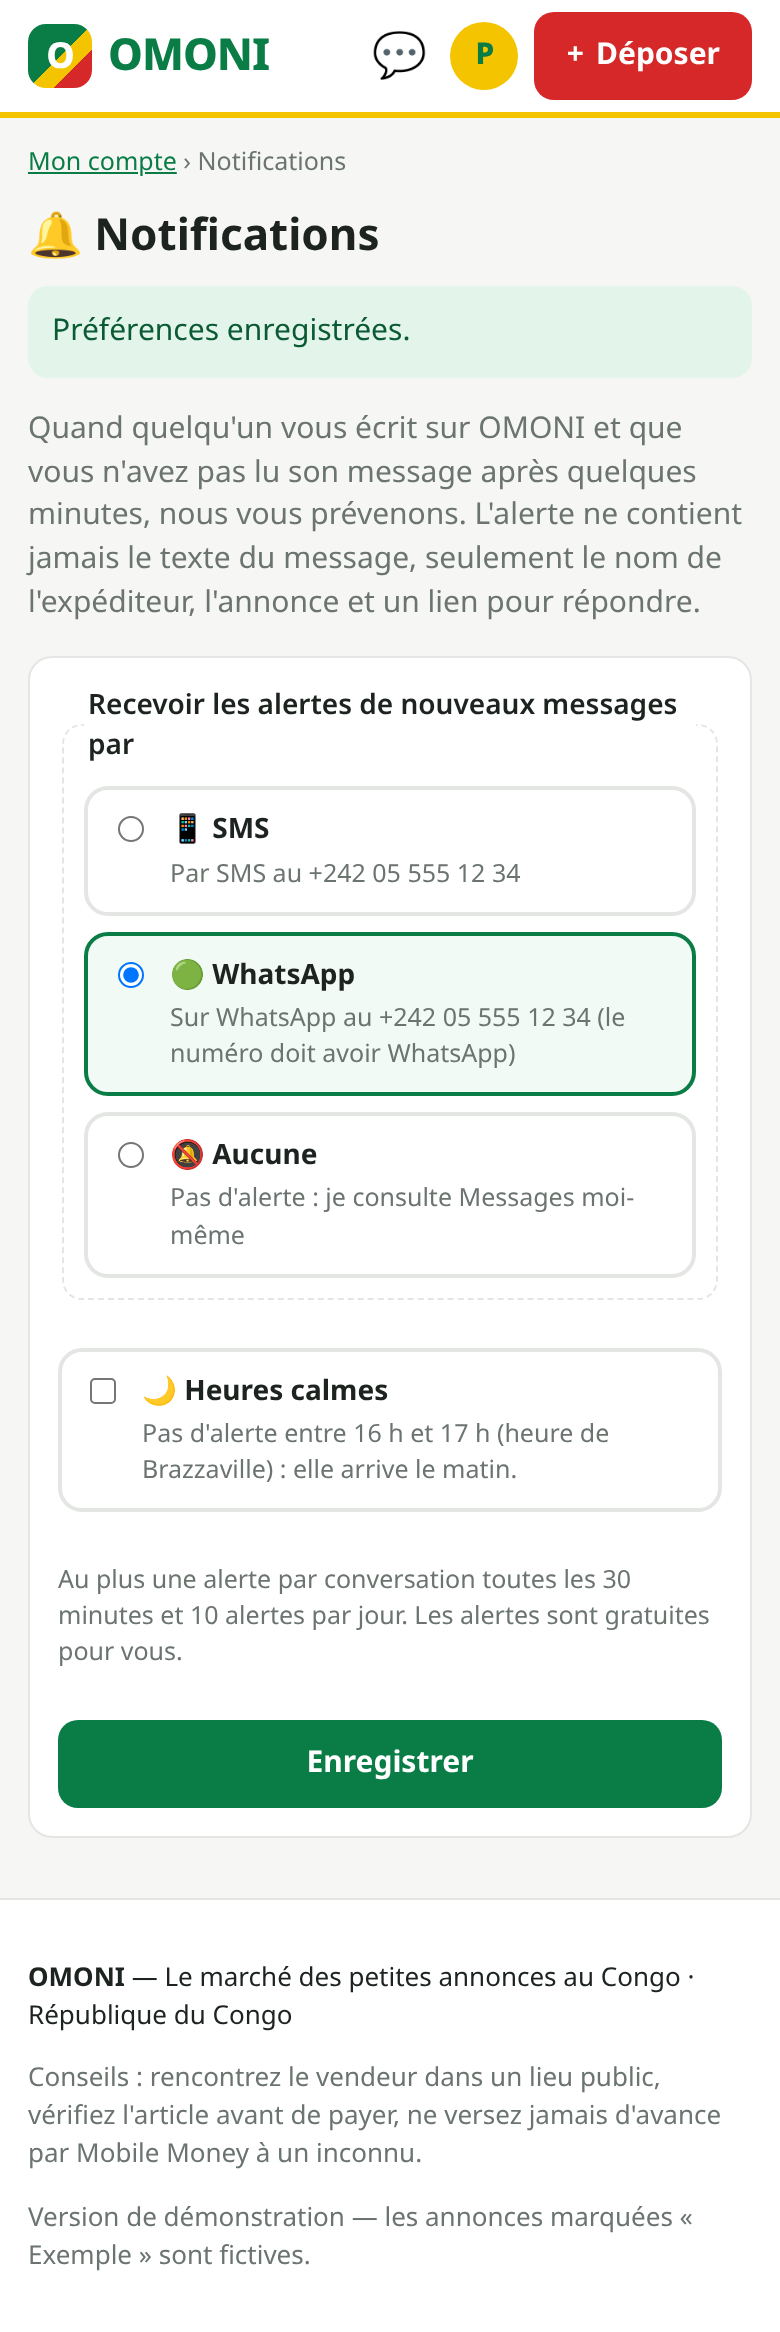 O OMONI 💬 P + Déposer
Mon compte › Notifications
🔔 Notifications
Préférences enregistrées.
Quand quelqu'un vous écrit sur OMONI et que
vous n'avez pas lu son message après quelques
minutes, nous vous prévenons. L'alerte ne contient
jamais le texte du message, seulement le nom de
l'expéditeur, l'annonce et un lien pour répondre.
Recevoir les alertes de nouveaux messages
par
📱 SMS
Par SMS au +242 05 555 12 34
🟢 WhatsApp
Sur WhatsApp au +242 05 555 12 34 (le
numéro doit avoir WhatsApp)
🔕 Aucune
Pas d'alerte : je consulte Messages moi-
même
🌙 Heures calmes
Pas d'alerte entre 16 h et 17 h (heure de
Brazzaville) : elle arrive le matin.
Au plus une alerte par conversation toutes les 30
minutes et 10 alertes par jour. Les alertes sont gratuites
pour vous.
Enregistrer
OMONI — Le marché des petites annonces au Congo ·
République du Congo
Conseils : rencontrez le vendeur dans un lieu public,
vérifiez l'article avant de payer, ne versez jamais d'avance
par Mobile Money à un inconnu.
Version de démonstration — les annonces marquées «
Exemple » sont fictives.